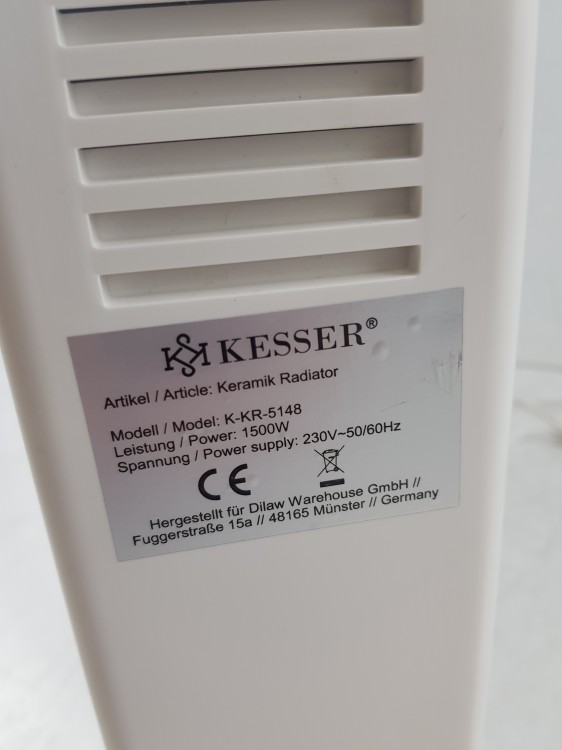 KESSER®
Artikel / Article: Keramik Radiator
Modell / Model: K-KR-5148
Leistung / Power: 1500W
Spannung / Power supply: 230V~50/60Hz
CE
Hergestellt für Dilaw Warehouse GmbH //
Fuggerstraße 15a // 48165 Münster // Germany